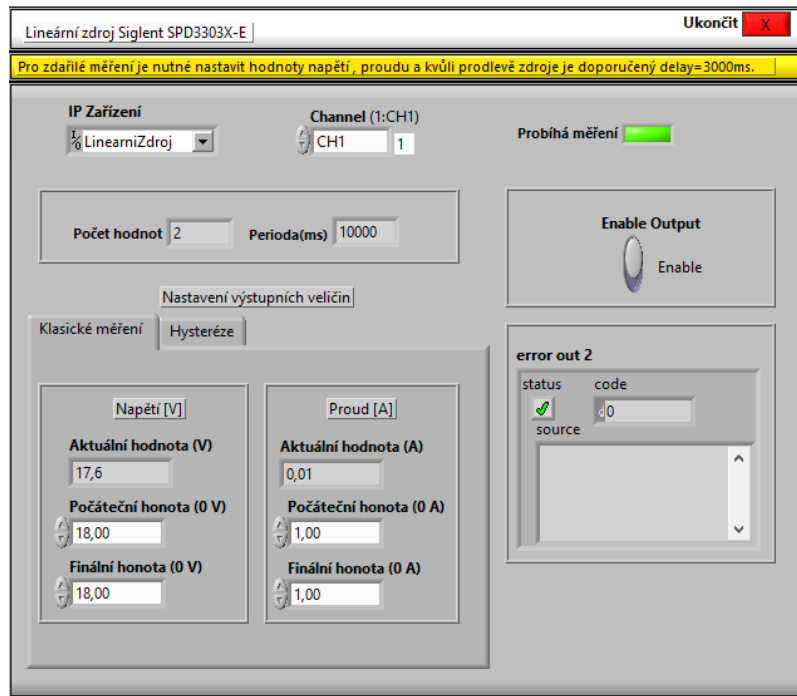 Lineární zdroj Siglent SPD3303X-E
Ukončit X
Pro zdařilé měření je nutné nastavit hodnoty napětí , proudu a kvůli prodlevě zdroje je doporučený delay=3000ms.
IP Zařízení
LinearniZdroj
Channel (1:CH1)
CH1 1
Probíhá měření
Počet hodnot 2 Perioda(ms) 10000
Enable Output
Enable
Nastavení výstupních veličin
Klasické měření Hysteréze
Napětí [V]
Aktuální hodnota (V)
17,6
Počáteční honota (0 V)
18,00
Finální honota (0 V)
18,00
Proud [A]
Aktuální hodnota (A)
0,01
Počáteční honota (0 A)
1,00
Finální honota (0 A)
1,00
error out 2
status code
d0
source